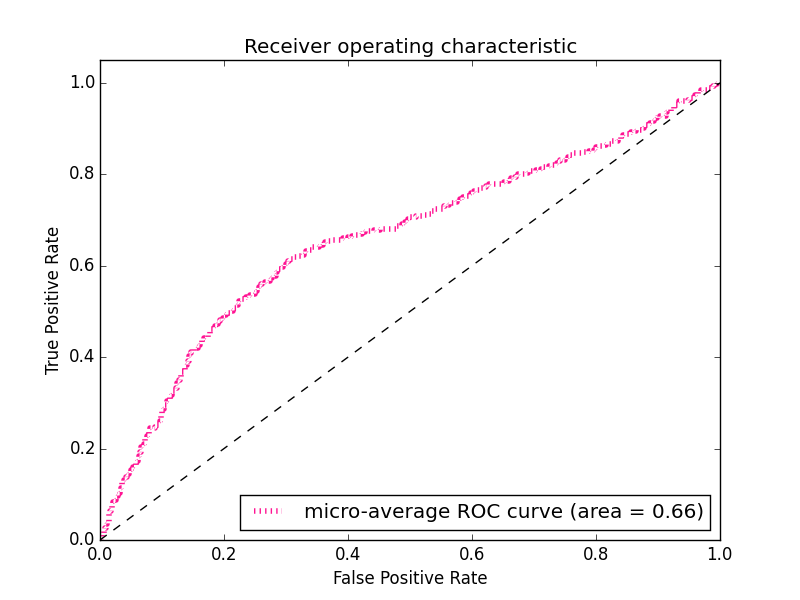 Receiver operating characteristic
1.0
0.8
0.6
0.4
0.2
0.0
True Positive Rate
micro-average ROC curve (area = 0.66)
0.0 0.2 0.4 0.6 0.8 1.0
False Positive Rate